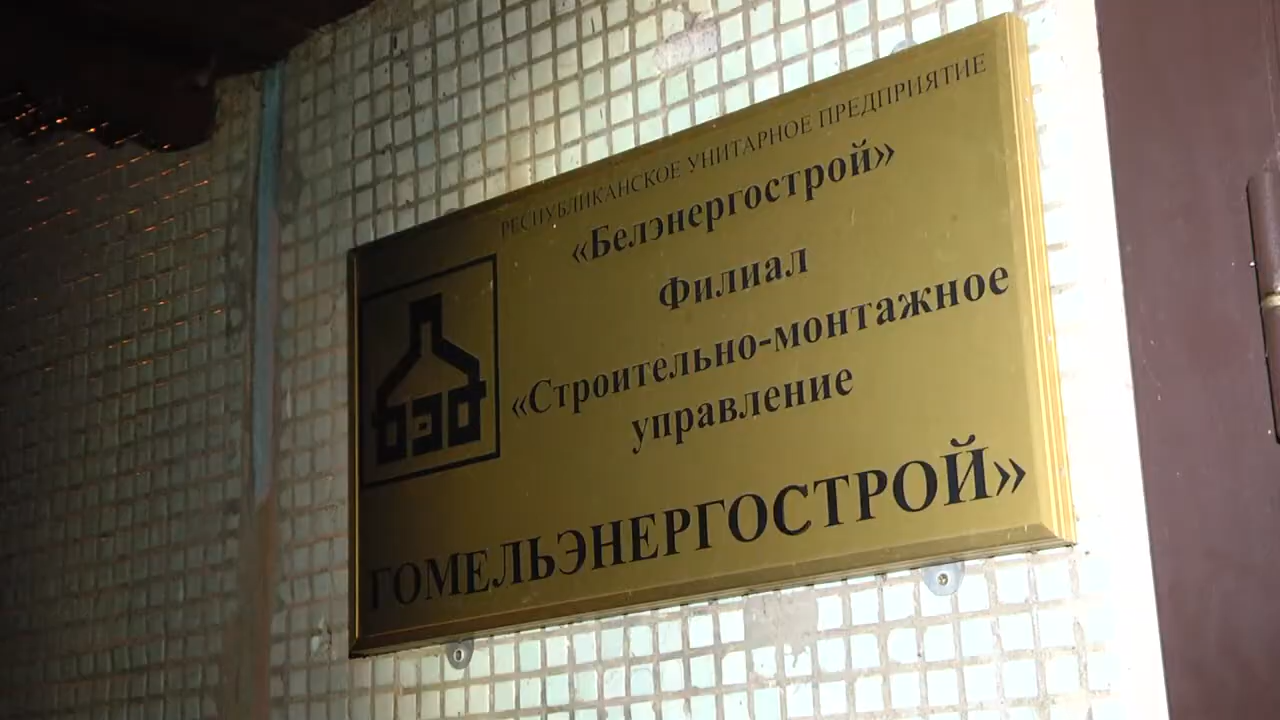 РЕСПУБЛИКАНСКОЕ УНИТАРНОЕ ПРЕДПРИЯТИЕ
«Белэнергострой»
Филиал
«Строительно-монтажное
управление
ГОМЕЛЬЭНЕРГОСТРОЙ»